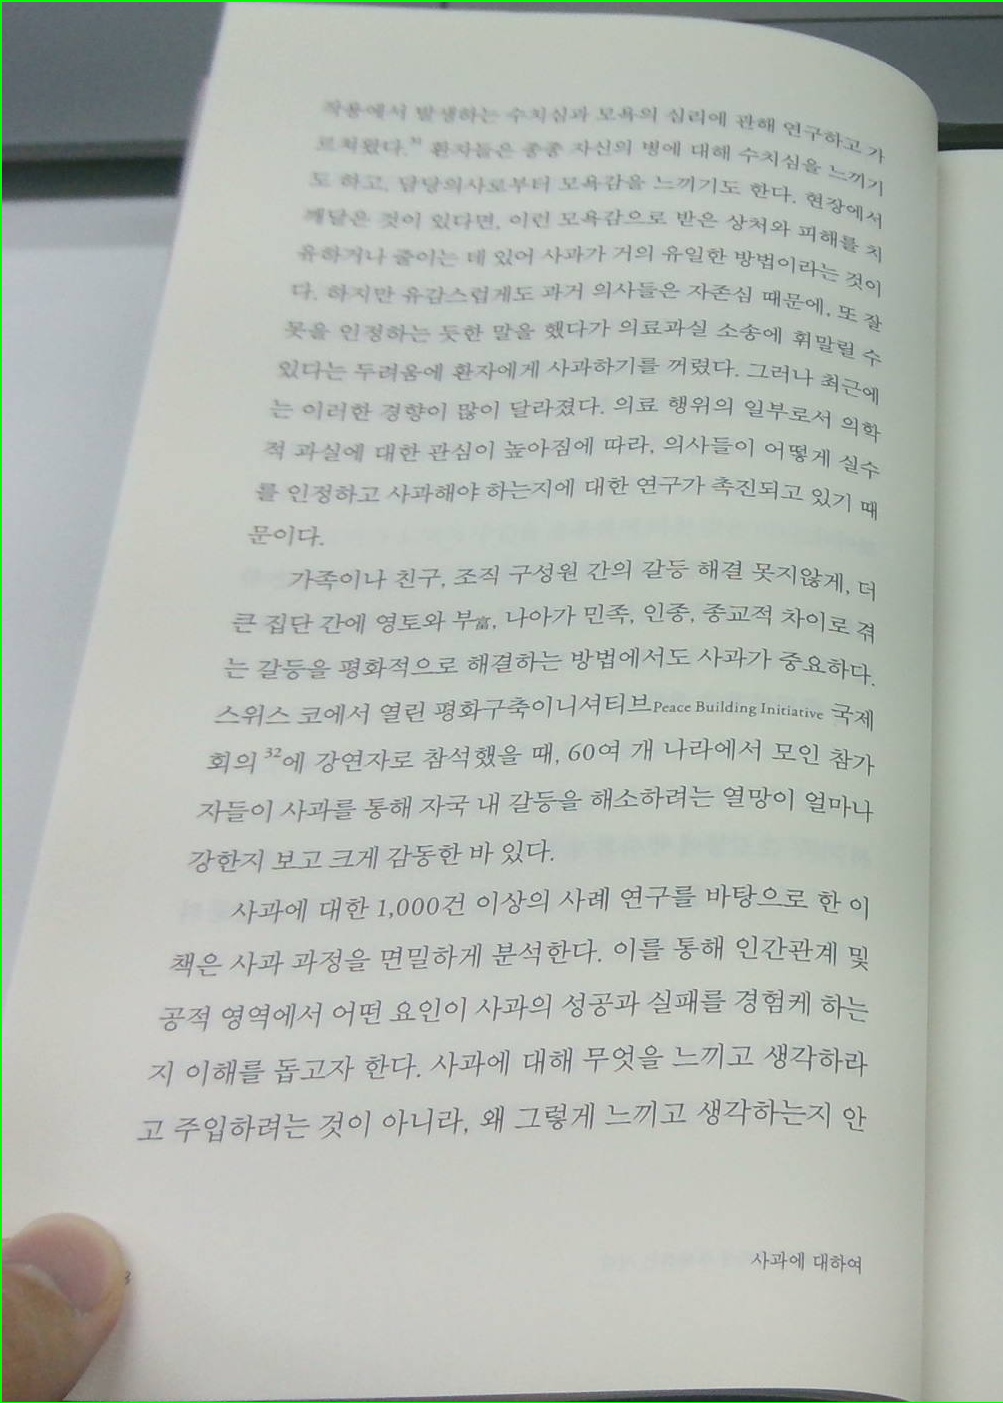 작용에서 발생하는 수치심과 모욕의 심리에 관해 연구하고 가
르쳐왔다.31 환자들은 종종 자신의 병에 대해 수치심을 느끼기
도 하고, 담당의사로부터 모욕감을 느끼기도 한다. 현장에서
깨달은 것이 있다면, 이런 모욕감으로 받은 상처와 피해를 치
유하거나 줄이는 데 있어 사과가 거의 유일한 방법이라는 것이
다. 하지만 유감스럽게도 과거 의사들은 자존심 때문에, 또 잘
못을 인정하는 듯한 말을 했다가 의료과실 소송에 휘말릴 수
있다는 두려움에 환자에게 사과하기를 꺼렸다. 그러나 최근에
는 이러한 경향이 많이 달라졌다. 의료 행위의 일부로서 의학
적 과실에 대한 관심이 높아짐에 따라, 의사들이 어떻게 실수
를 인정하고 사과해야 하는지에 대한 연구가 촉진되고 있기 때
문이다.
가족이나 친구, 조직 구성원 간의 갈등 해결 못지않게, 더
큰 집단 간에 영토와 부富, 나아가 민족, 인종, 종교적 차이로 겪
는 갈등을 평화적으로 해결하는 방법에서도 사과가 중요하다.
스위스 코에서 열린 평화구축이니셔티브Peace Building Initiative 국제
회의32에 강연자로 참석했을 때, 60여 개 나라에서 모인 참가
자들이 사과를 통해 자국 내 갈등을 해소하려는 열망이 얼마나
강한지 보고 크게 감동한 바 있다.
사과에 대한 1,000건 이상의 사례 연구를 바탕으로 한 이
책은 사과 과정을 면밀하게 분석한다. 이를 통해 인간관계 및
공적 영역에서 어떤 요인이 사과의 성공과 실패를 경험케 하는
지 이해를 돕고자 한다. 사과에 대해 무엇을 느끼고 생각하라
고 주입하려는 것이 아니라, 왜 그렇게 느끼고 생각하는지 안
사과에 대하여